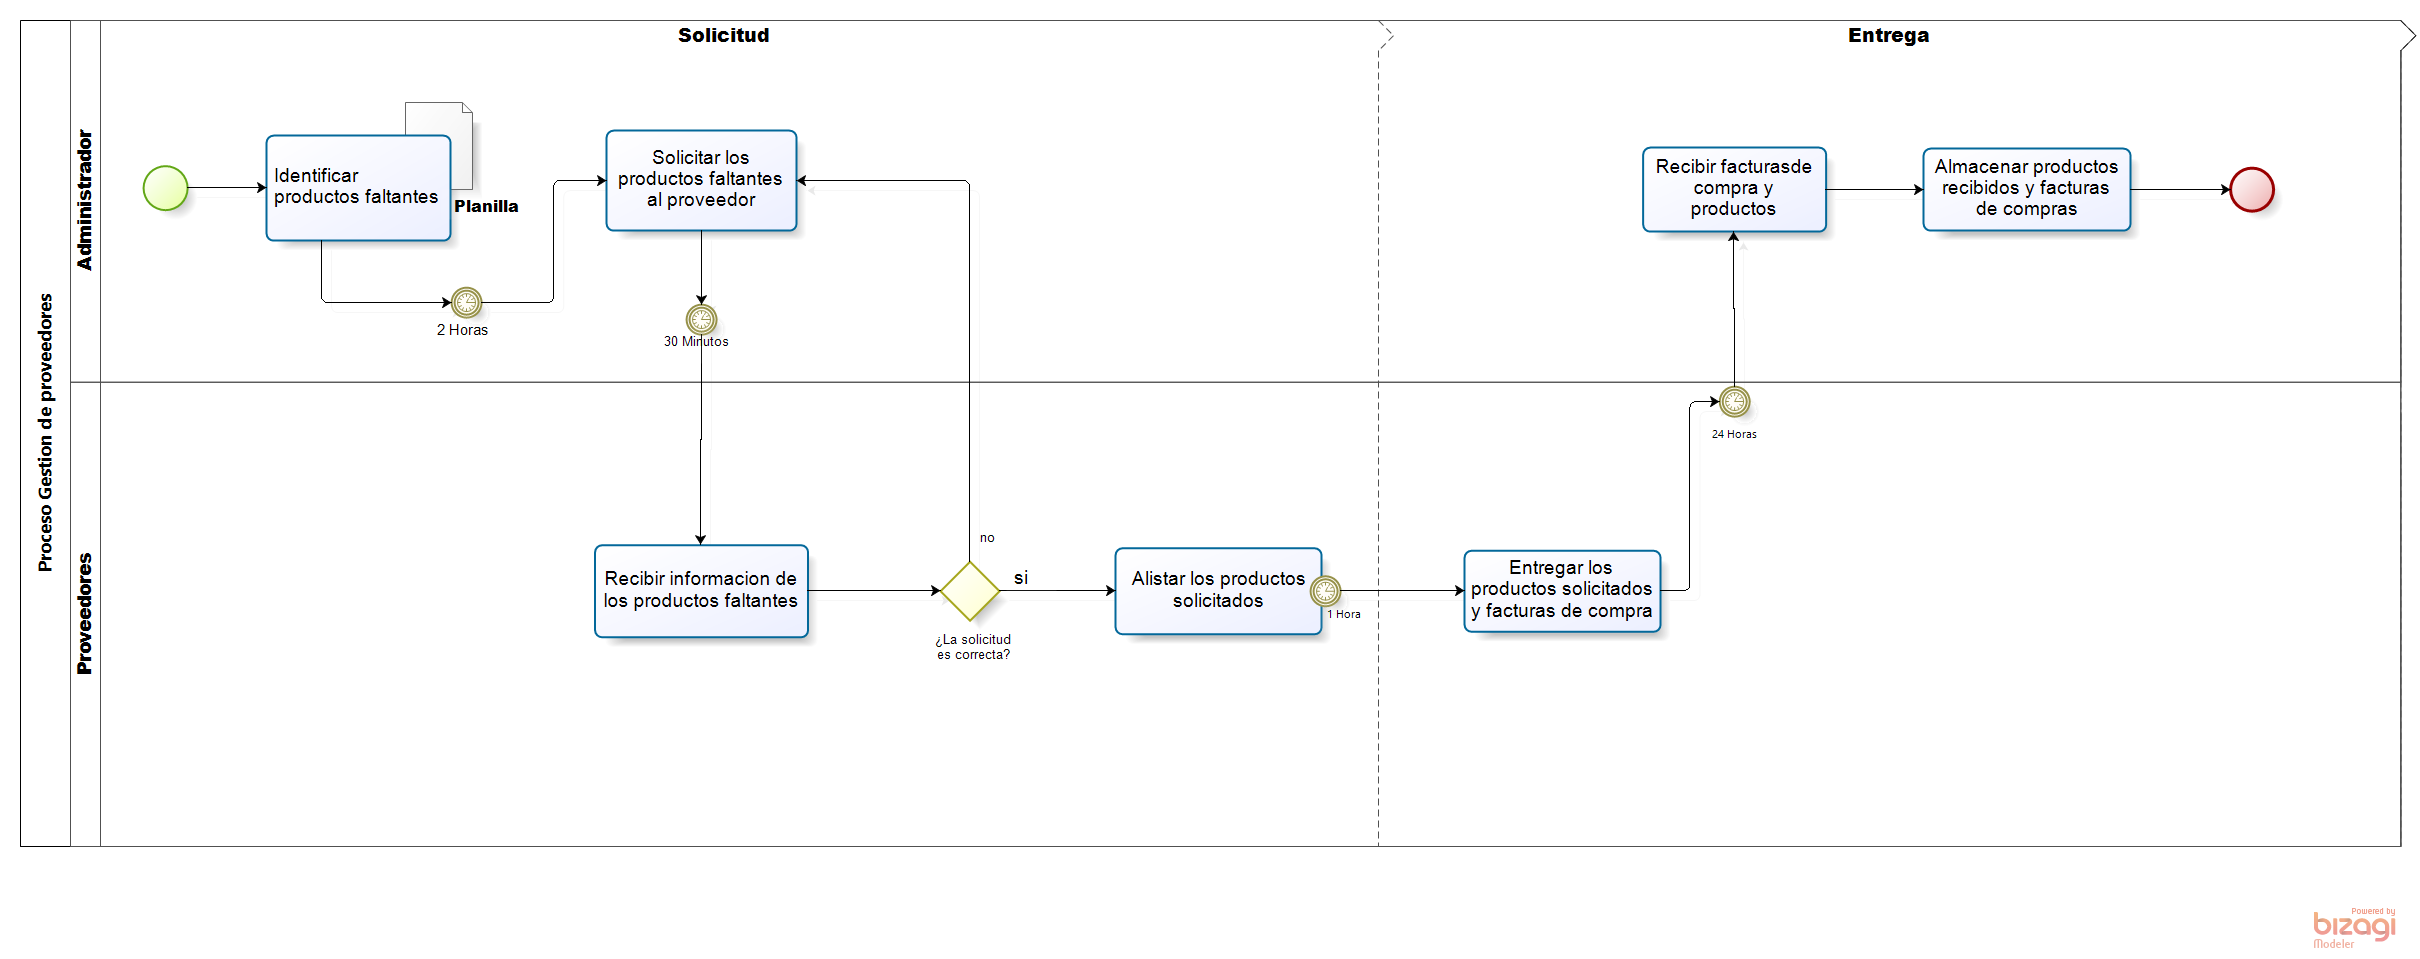 Solicitud
Entrega
Proceso Gestion de proveedores
Administrador
Identificar
productos faltantes
Planilla
2 Horas
Solicitar los
productos faltantes
al proveedor
30 Minutos
Recibir facturasde
compra y
productos
Almacenar productos
recibidos y facturas
de compras
Proveedores
Recibir informacion de
los productos faltantes
no
si
¿La solicitud
es correcta?
Alistar los productos
solicitados
1 Hora
Entregar los
productos solicitados
y facturas de compra
24 Horas
Powered by
bizagi
Modeler